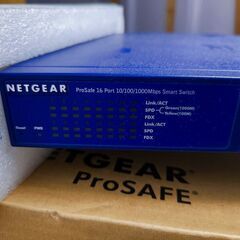 NETGEAR ProSafe 16 Port 10/100/1000Mbps Smart Switch
Link/ACT
SPD Green(1000M)
Yellow(100M)
FDX
Reset PWR Link/ACT
SPD
FDX
NETGEAR
PROSAFE